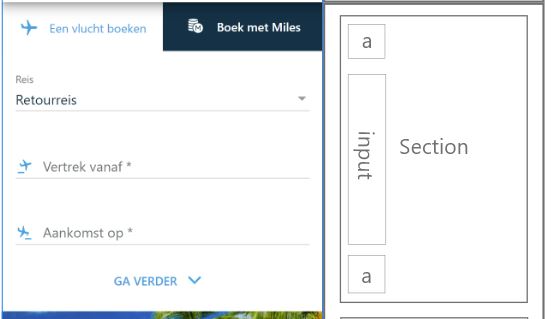 Een vlucht boeken
Boek met Miles
Reis
Retourreis
Vertrek vanaf *
Aankomst op *
GA VERDER
a
input
Section
a